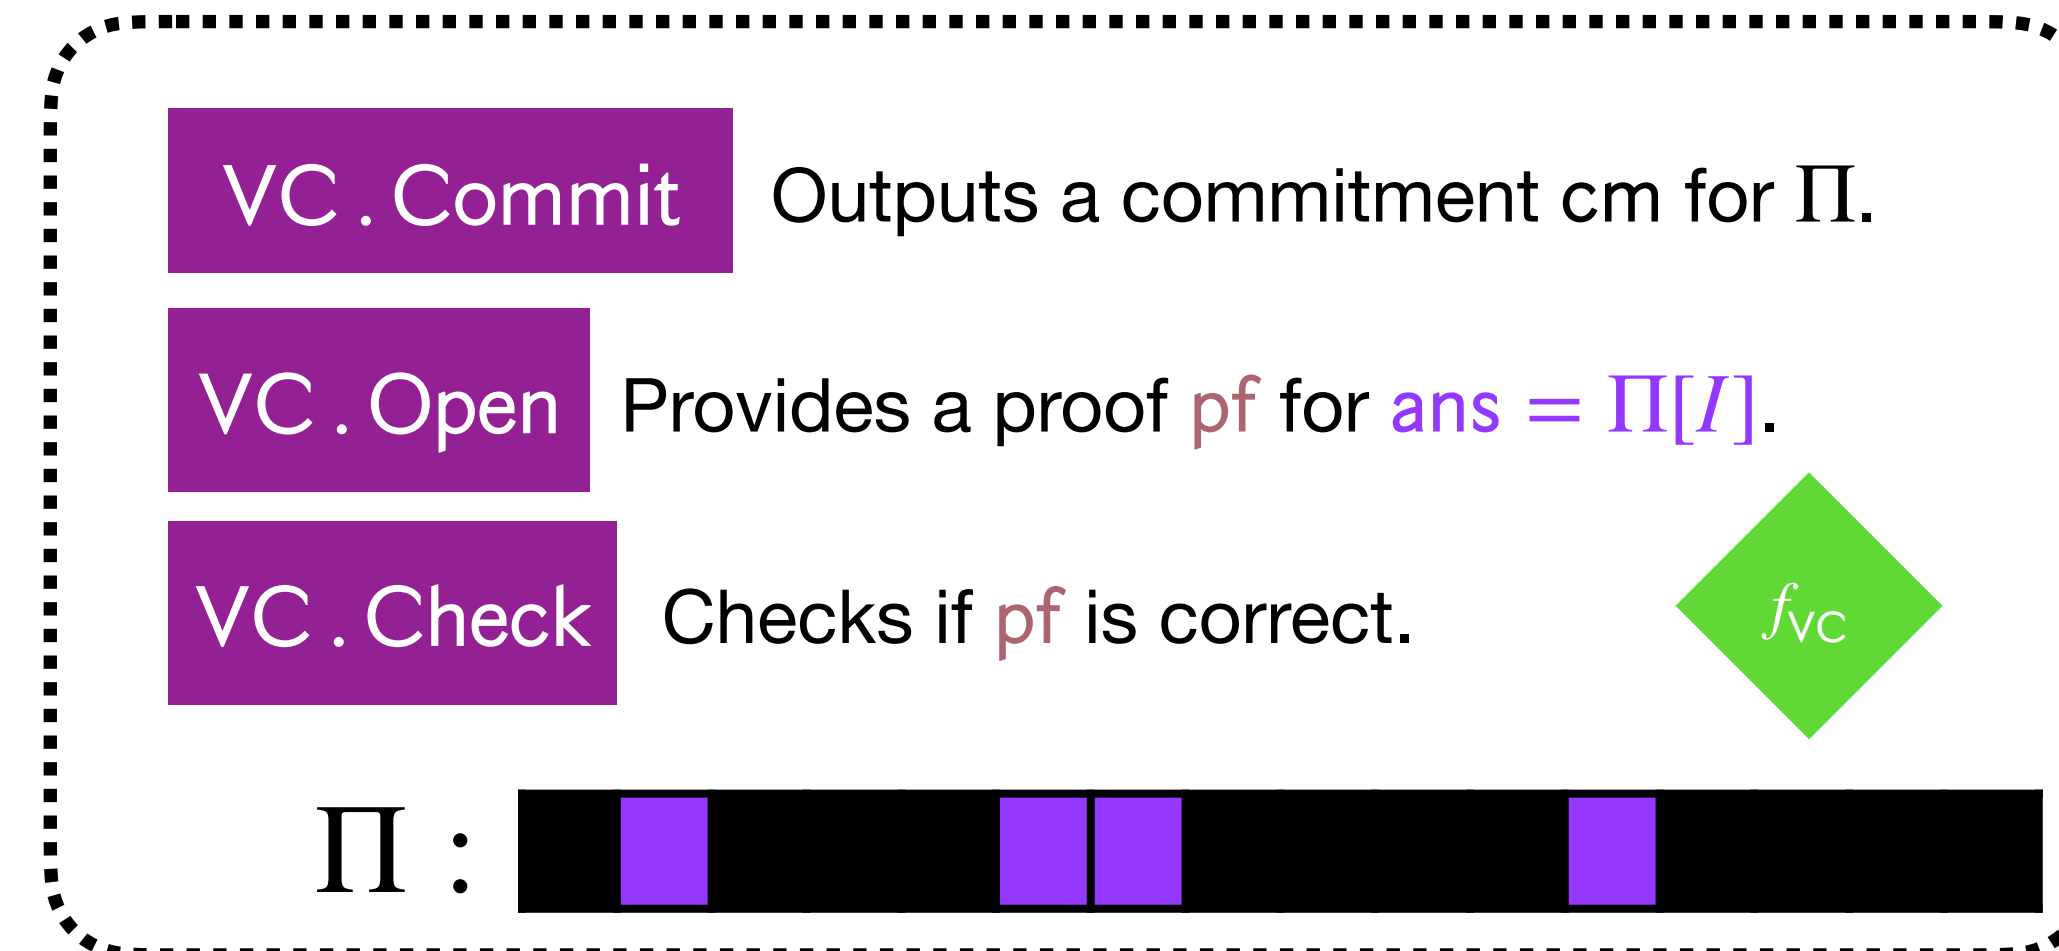 VC.Commit Outputs a commitment cm for Π.
VC.Open Provides a proof pf for ans = Π[I].
VC.Check Checks if pf is correct.
f_VC
Π :